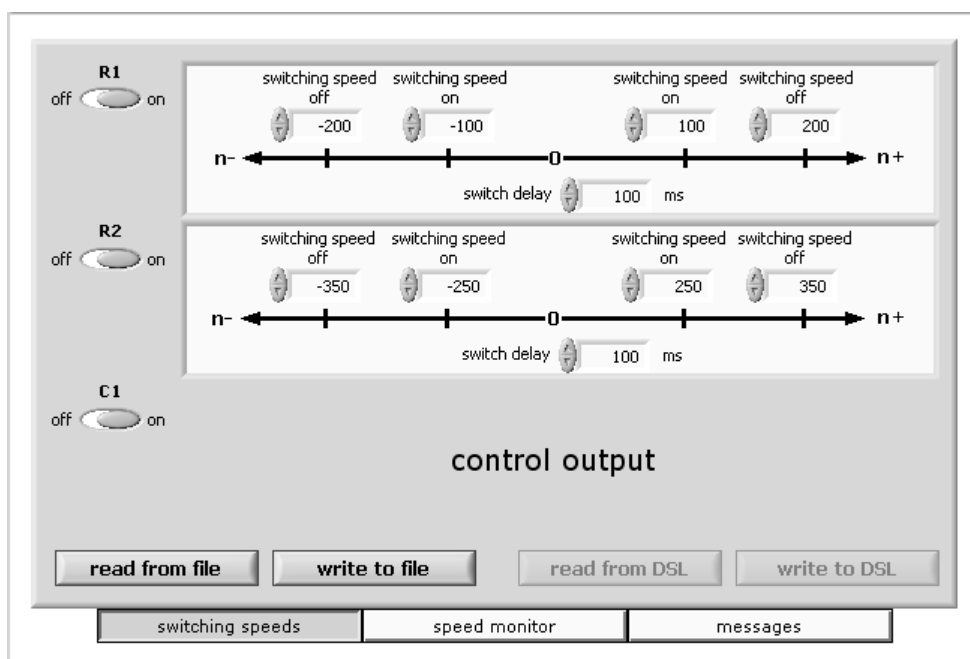 R1
off on
switching speed off
switching speed on
switching speed on
switching speed off
-200 -100 100 200
n- 0 n+
switch delay 100 ms
R2
off on
switching speed off
switching speed on
switching speed on
switching speed off
-350 -250 250 350
n- 0 n+
switch delay 100 ms
C1
off on
control output
read from file write to file read from DSL write to DSL
switching speeds speed monitor messages